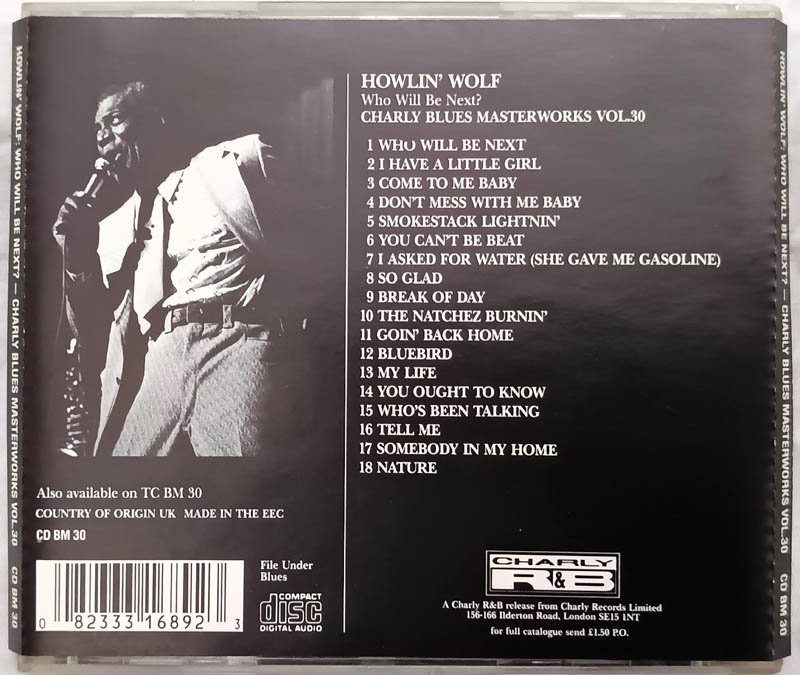 HOWLIN' WOLF: WHO WILL BE NEXT? — CHARLY BLUES MASTERWORKS VOL.30 CD BM 30
HOWLIN' WOLF
Who Will Be Next?
CHARLY BLUES MASTERWORKS VOL.30
1 WHO WILL BE NEXT
2 I HAVE A LITTLE GIRL
3 COME TO ME BABY
4 DON'T MESS WITH ME BABY
5 SMOKESTACK LIGHTNIN'
6 YOU CAN'T BE BEAT
7 I ASKED FOR WATER (SHE GAVE ME GASOLINE)
8 SO GLAD
9 BREAK OF DAY
10 THE NATCHEZ BURNIN'
11 GOIN' BACK HOME
12 BLUEBIRD
13 MY LIFE
14 YOU OUGHT TO KNOW
15 WHO'S BEEN TALKING
16 TELL ME
17 SOMEBODY IN MY HOME
18 NATURE
Also available on TC BM 30
COUNTRY OF ORIGIN UK MADE IN THE EEC
CD BM 30
0 82333 16892 3
File Under
Blues
COMPACT
disc
DIGITAL AUDIO
CHARLY
R&B
A Charly R&B release from Charly Records Limited
156-166 Ilderton Road, London SE15 1NT
for full catalogue send £1.50 P.O.
HOWLIN' WOLF: WHO WILL BE NEXT? — CHARLY BLUES MASTERWORKS VOL.30 CD BM 30